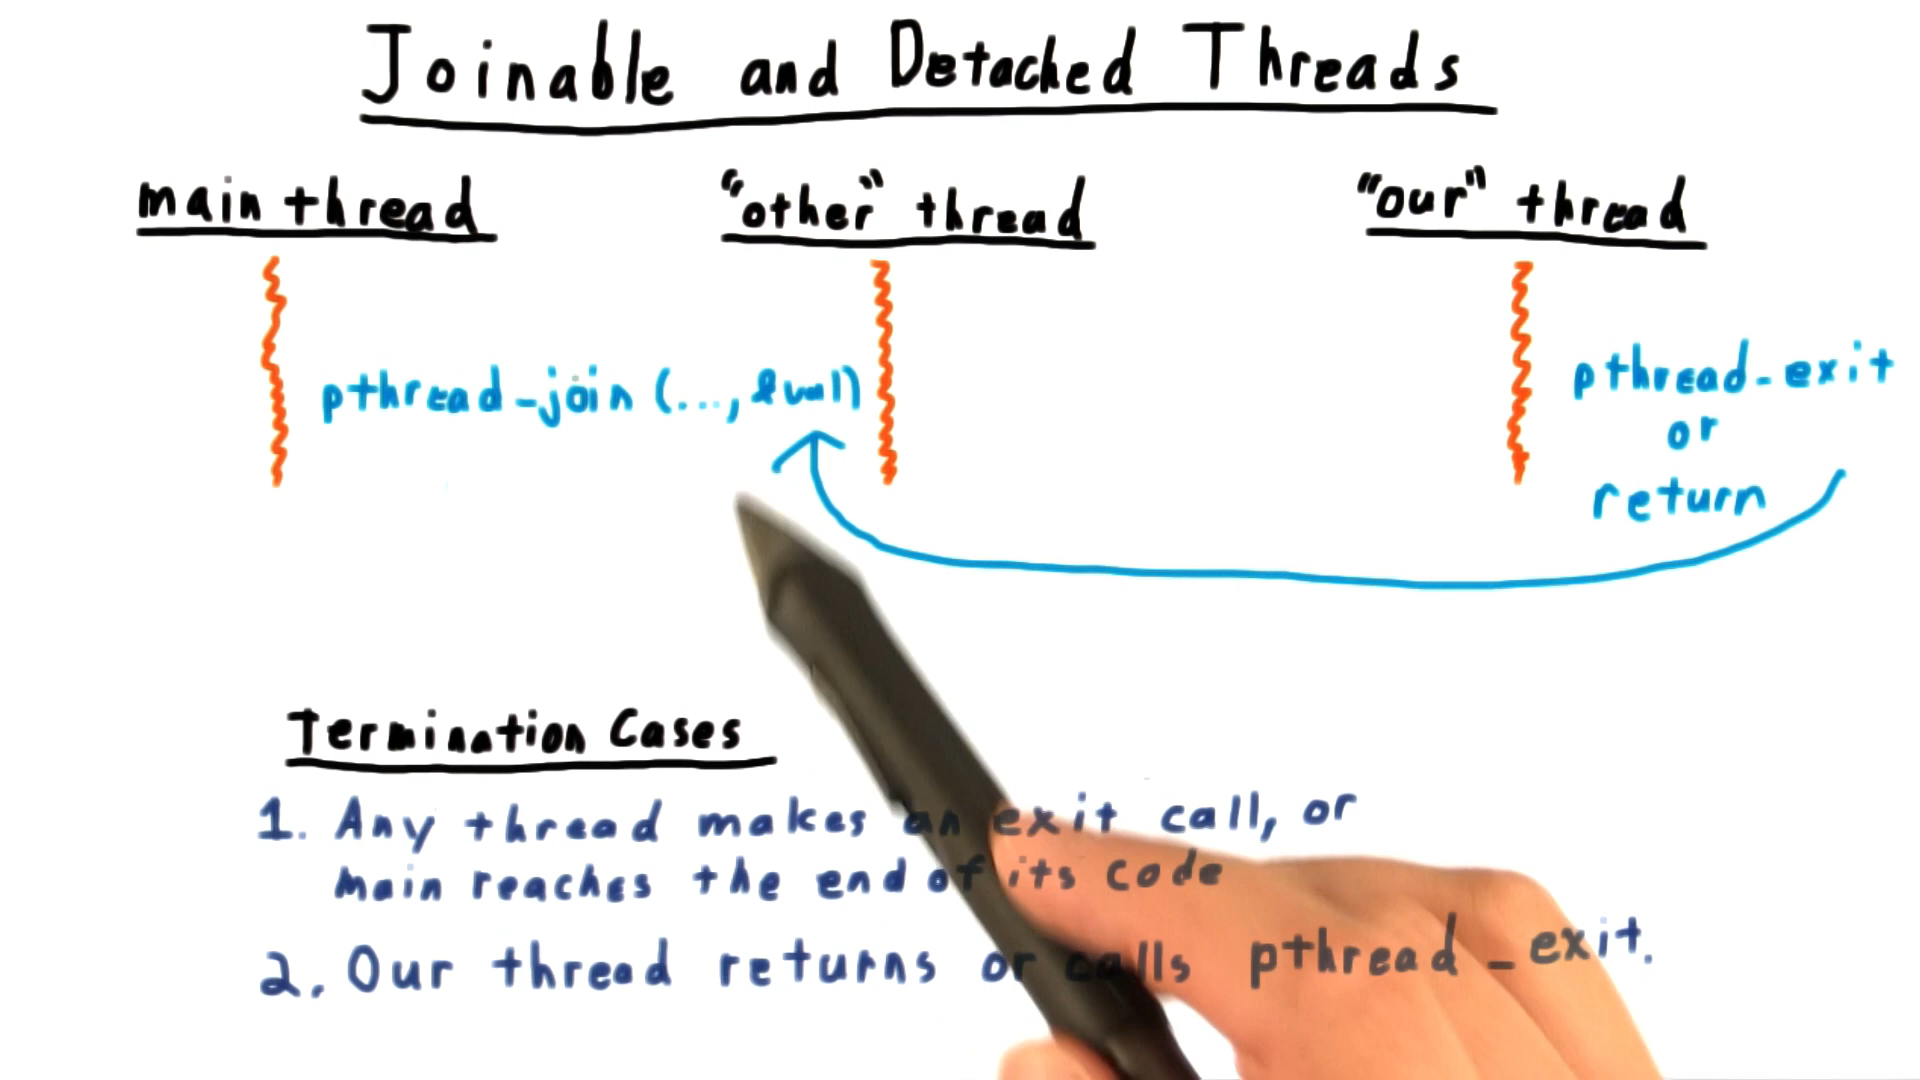 Joinable and Detached Threads
main thread
"other" thread
"our" thread
pthread_join (..., &val)
pthread_exit
or
return
Termination Cases
1. Any thread makes an exit call, or
main reaches the end of its code
2. Our thread returns or calls pthread_exit.